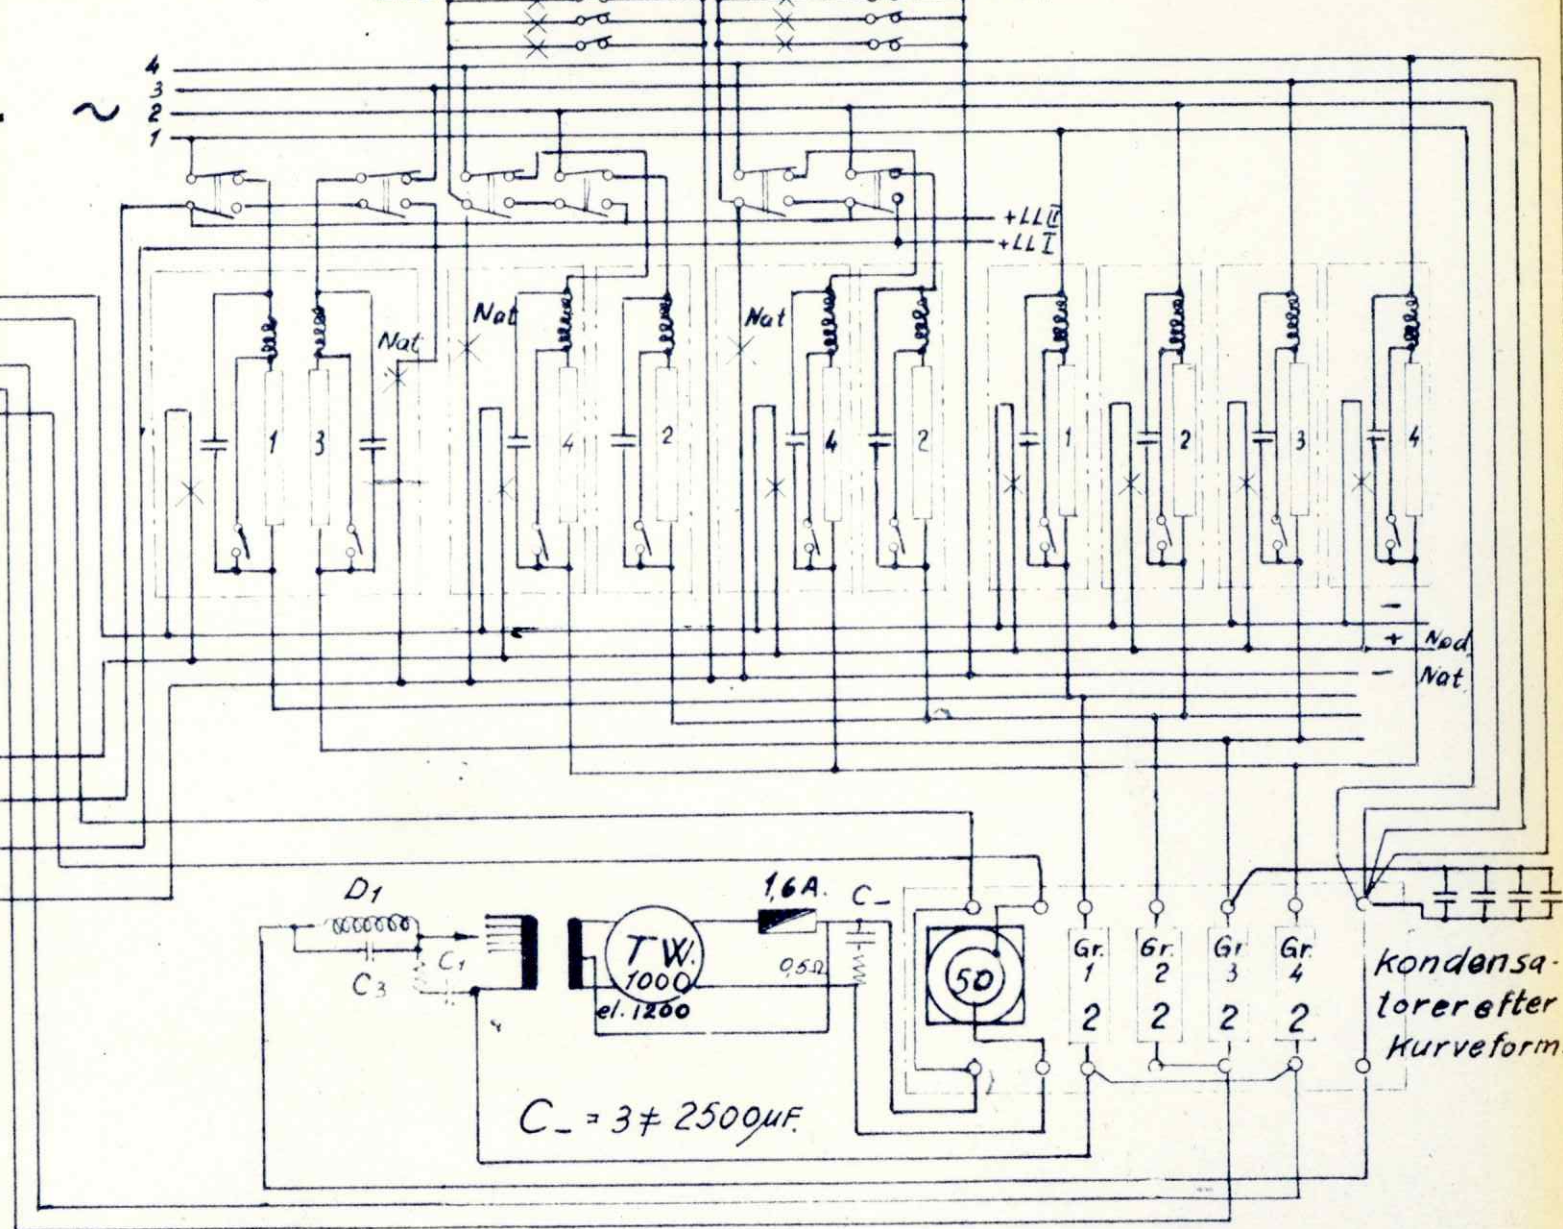 4
3
~ 2
1
+LLII
+LLI
Nat
Nat
Nat
1
3
4
2
4
2
1
2
3
4
-
+ Nød
- Nat
D1
C3
C1
T W.
1000
el. 1200
1,6A.
C_
0,5Ω
50
Gr. 1 2
Gr. 2 2
Gr 3 2
Gr. 4 2
kondensa-
torer efter
kurveform
C_ = 3 ≠ 2500µF.